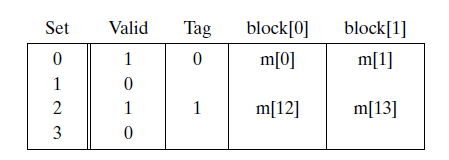 Set Valid Tag block[0] block[1]
0 1 0 m[0] m[1]
1 0
2 1 1 m[12] m[13]
3 0